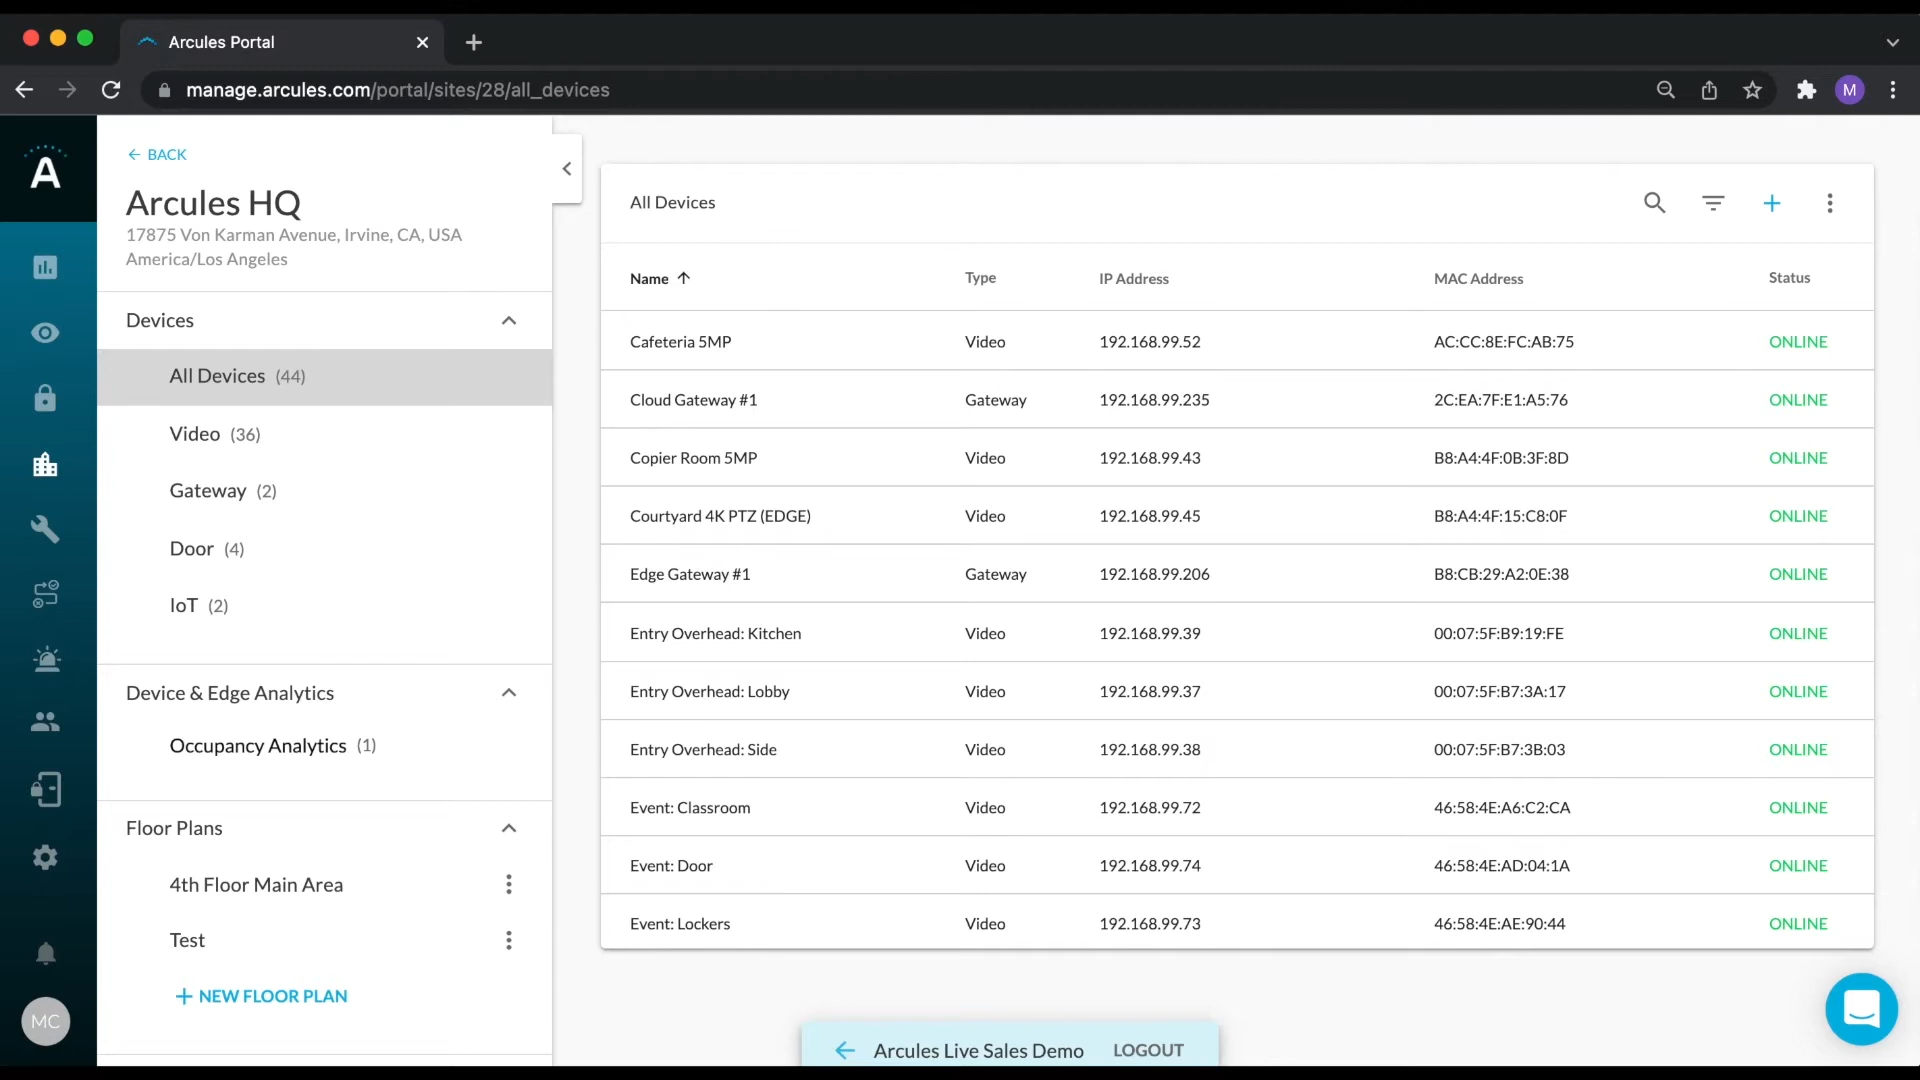 Arcules Portal
manage.arcules.com/portal/sites/28/all_devices
M
A
BACK
Arcules HQ
17875 Von Karman Avenue, Irvine, CA, USA
America/Los Angeles
Devices
All Devices (44)
Video (36)
Gateway (2)
Door (4)
IoT (2)
Device & Edge Analytics
Occupancy Analytics (1)
Floor Plans
4th Floor Main Area
Test
+ NEW FLOOR PLAN
MC
All Devices
Name Type IP Address MAC Address Status
Cafeteria 5MP Video 192.168.99.52 AC:CC:8E:FC:AB:75 ONLINE
Cloud Gateway #1 Gateway 192.168.99.235 2C:EA:7F:E1:A5:76 ONLINE
Copier Room 5MP Video 192.168.99.43 B8:A4:4F:0B:3F:8D ONLINE
Courtyard 4K PTZ (EDGE) Video 192.168.99.45 B8:A4:4F:15:C8:0F ONLINE
Edge Gateway #1 Gateway 192.168.99.206 B8:CB:29:A2:0E:38 ONLINE
Entry Overhead: Kitchen Video 192.168.99.39 00:07:5F:B9:19:FE ONLINE
Entry Overhead: Lobby Video 192.168.99.37 00:07:5F:B7:3A:17 ONLINE
Entry Overhead: Side Video 192.168.99.38 00:07:5F:B7:3B:03 ONLINE
Event: Classroom Video 192.168.99.72 46:58:4E:A6:C2:CA ONLINE
Event: Door Video 192.168.99.74 46:58:4E:AD:04:1A ONLINE
Event: Lockers Video 192.168.99.73 46:58:4E:AE:90:44 ONLINE
Arcules Live Sales Demo LOGOUT